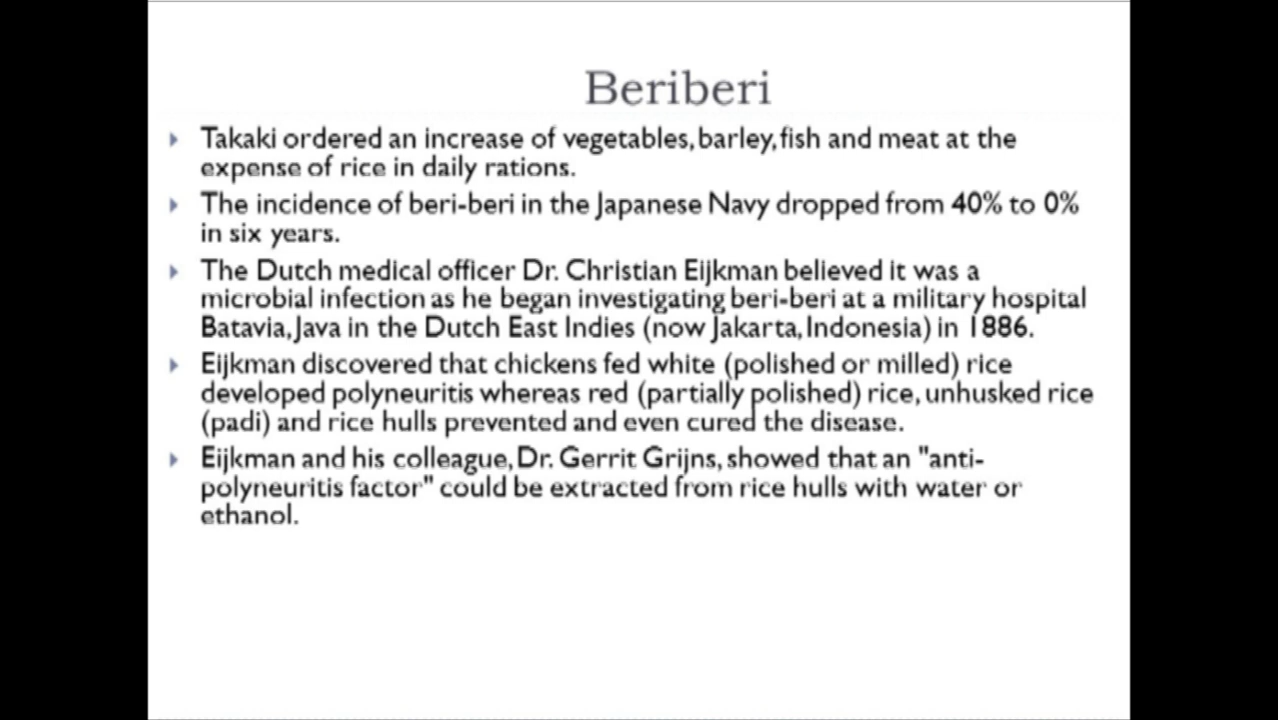 Beriberi
Takaki ordered an increase of vegetables, barley, fish and meat at the
expense of rice in daily rations.
The incidence of beri-beri in the Japanese Navy dropped from 40% to 0%
in six years.
The Dutch medical officer Dr. Christian Eijkman believed it was a
microbial infection as he began investigating beri-beri at a military hospital
Batavia, Java in the Dutch East Indies (now Jakarta, Indonesia) in 1886.
Eijkman discovered that chickens fed white (polished or milled) rice
developed polyneuritis whereas red (partially polished) rice, unhusked rice
(padi) and rice hulls prevented and even cured the disease.
Eijkman and his colleague, Dr. Gerrit Grijns, showed that an "anti-
polyneuritis factor" could be extracted from rice hulls with water or
ethanol.